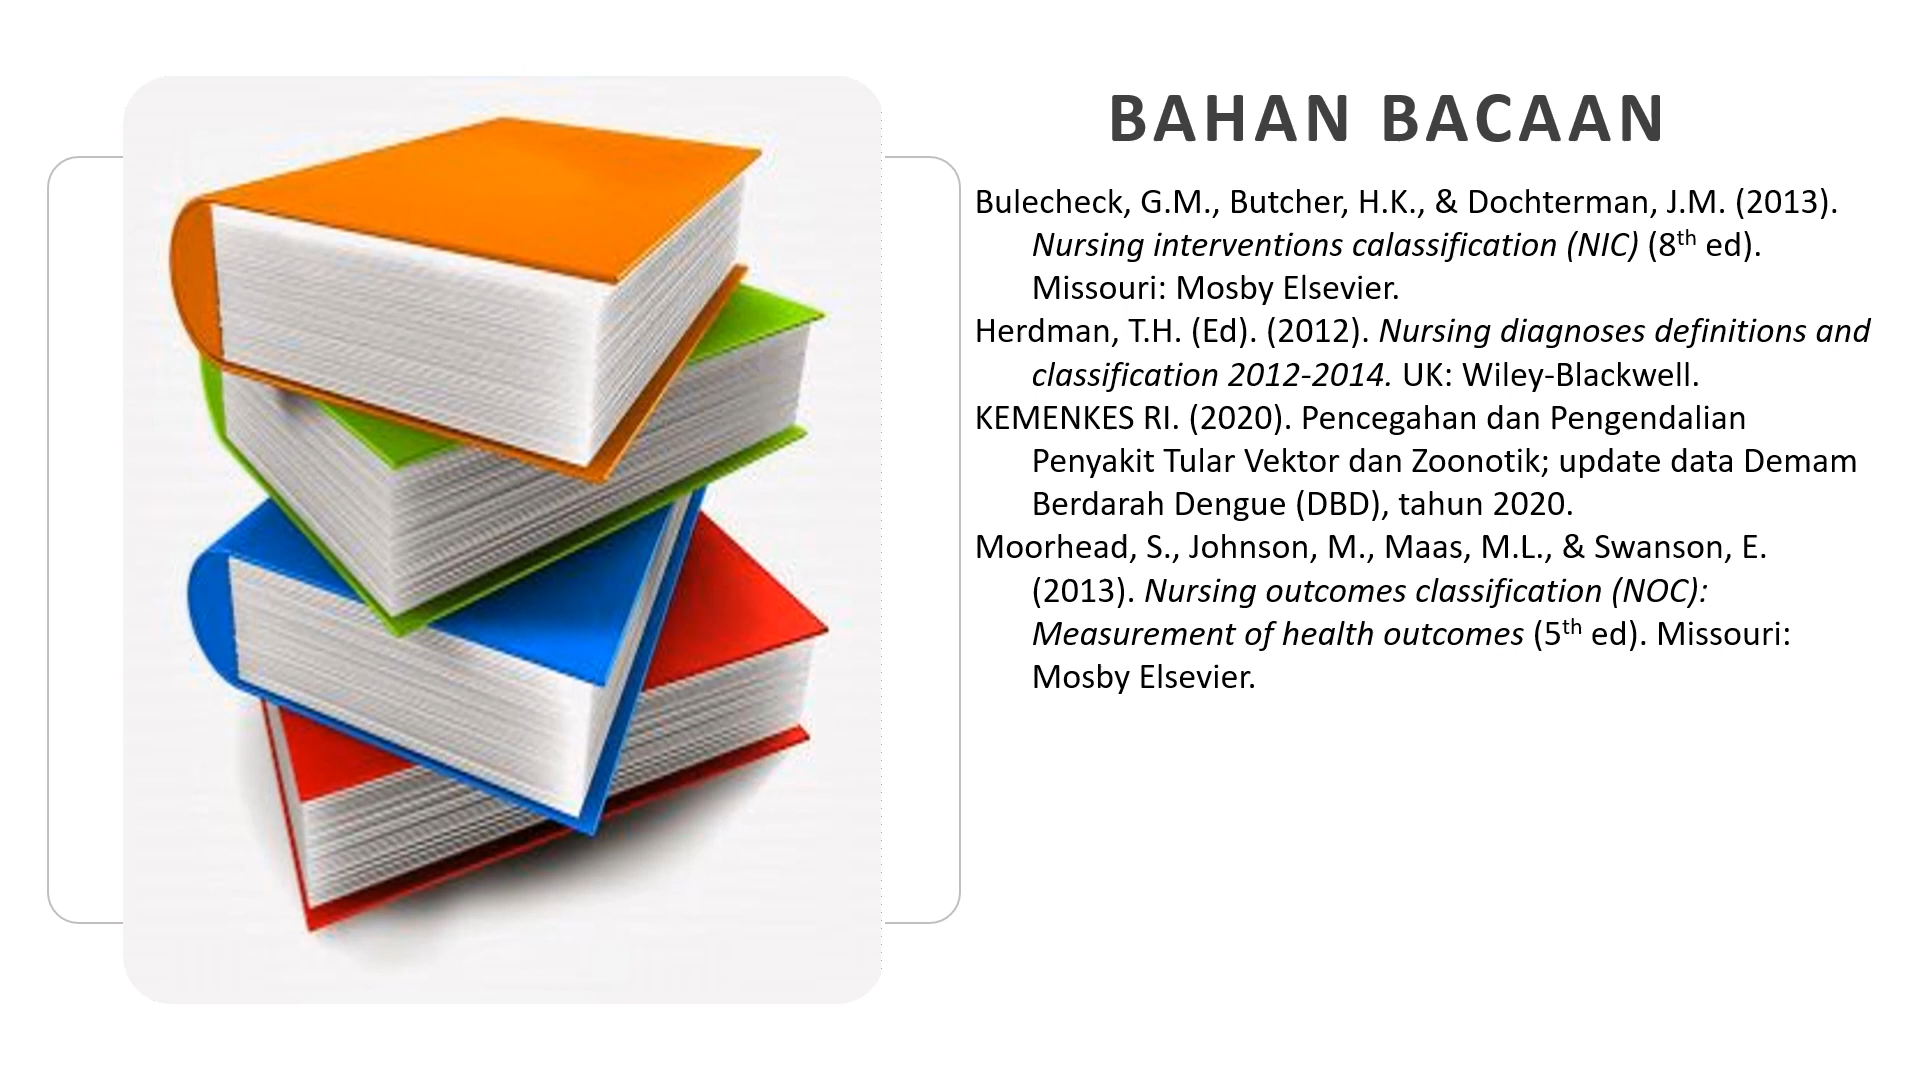 BAHAN BACAAN
Bulecheck, G.M., Butcher, H.K., & Dochterman, J.M. (2013).
Nursing interventions calassification (NIC) (8th ed).
Missouri: Mosby Elsevier.
Herdman, T.H. (Ed). (2012). Nursing diagnoses definitions and
classification 2012-2014. UK: Wiley-Blackwell.
KEMENKES RI. (2020). Pencegahan dan Pengendalian
Penyakit Tular Vektor dan Zoonotik; update data Demam
Berdarah Dengue (DBD), tahun 2020.
Moorhead, S., Johnson, M., Maas, M.L., & Swanson, E.
(2013). Nursing outcomes classification (NOC):
Measurement of health outcomes (5th ed). Missouri:
Mosby Elsevier.